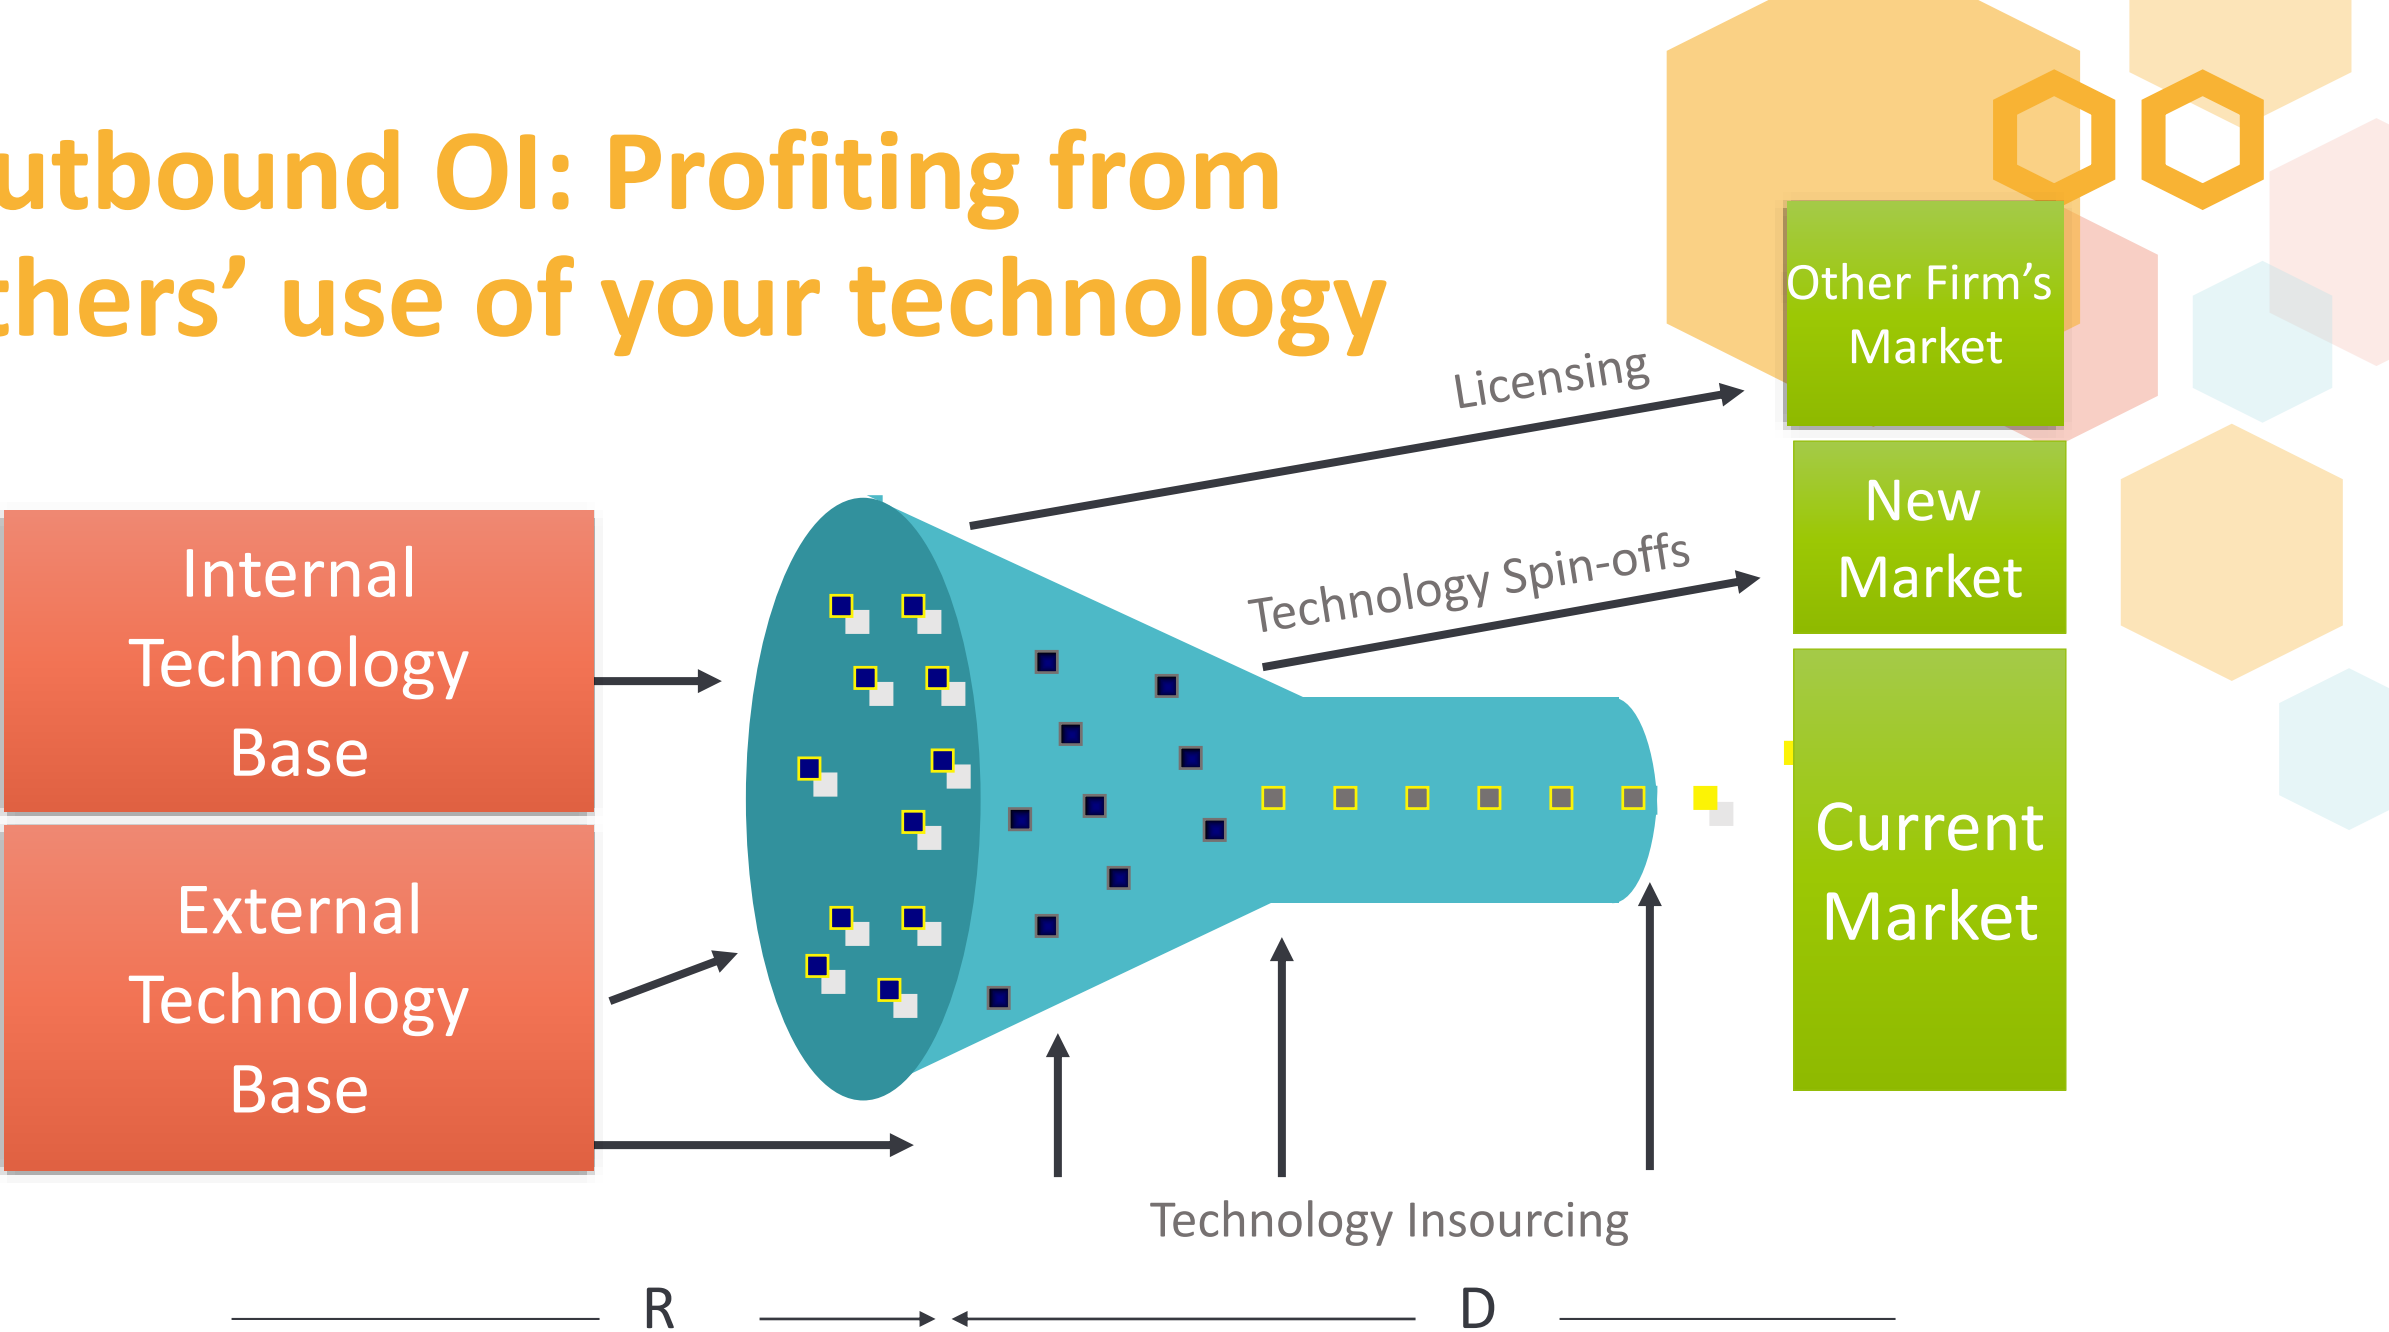 utbound OI: Profiting from
thers’ use of your technology
Other Firm’s
Market
Licensing
New
Market
Technology Spin-offs
Internal
Technology
Base
Current
Market
External
Technology
Base
Technology Insourcing
R
D